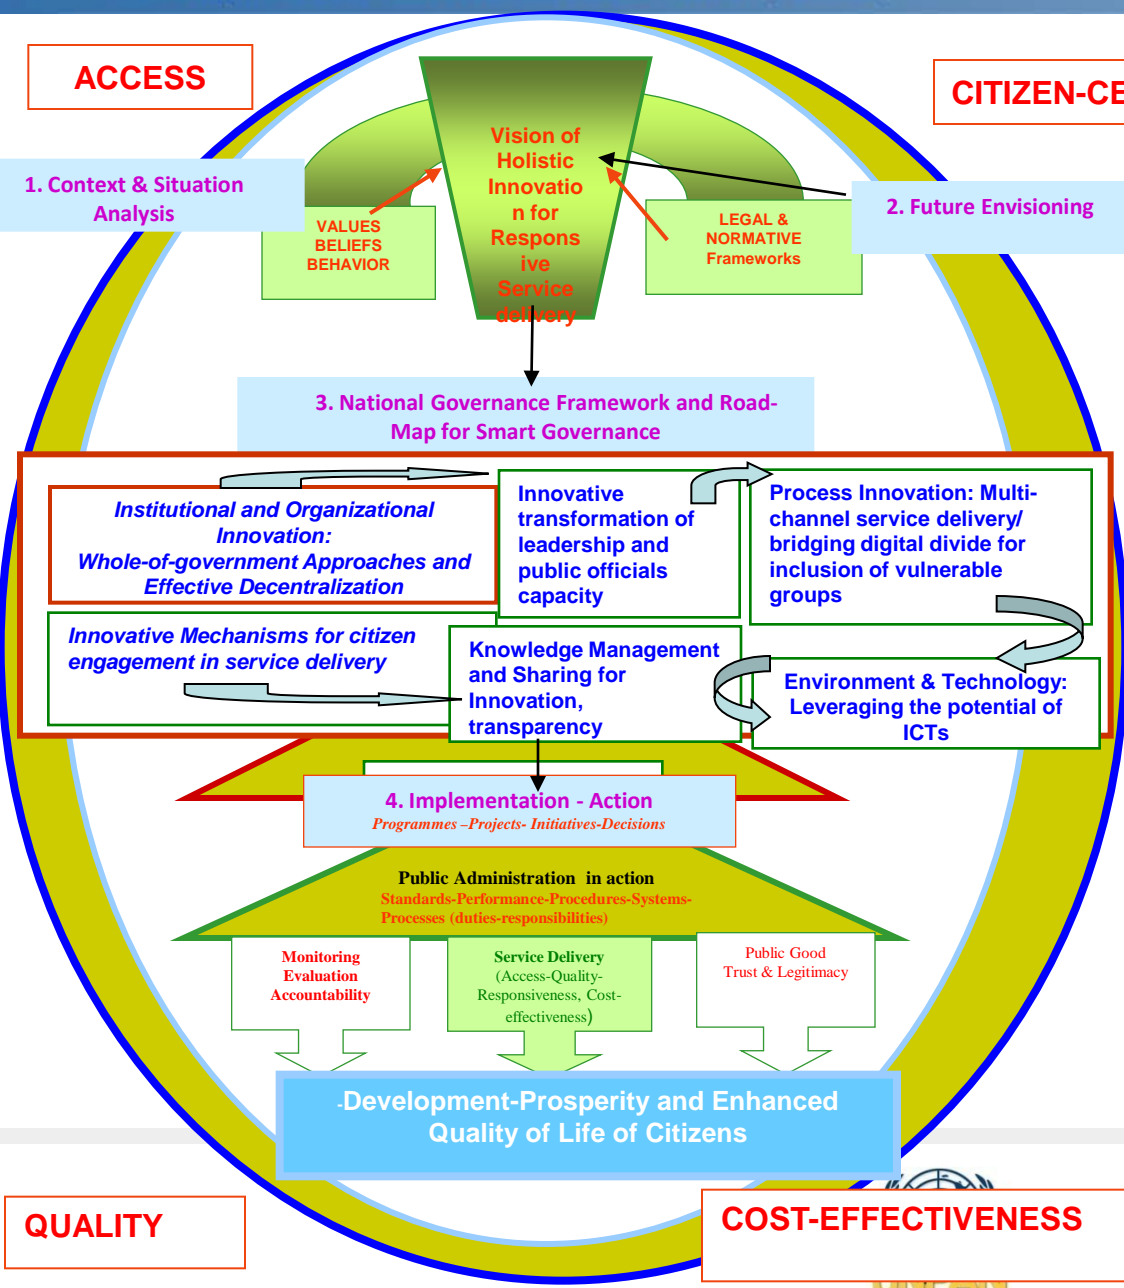 ACCESS
CITIZEN-CE
Vision of
Holistic
Innovatio
n for
Respons
ive
Service
delivery
1. Context & Situation
Analysis
2. Future Envisioning
VALUES
BELIEFS
BEHAVIOR
LEGAL &
NORMATIVE
Frameworks
3. National Governance Framework and Road-
Map for Smart Governance
Institutional and Organizational
Innovation:
Whole-of-government Approaches and
Effective Decentralization
Innovative
transformation of
leadership and
public officials
capacity
Process Innovation: Multi-
channel service delivery/
bridging digital divide for
inclusion of vulnerable
groups
Innovative Mechanisms for citizen
engagement in service delivery
Knowledge Management
and Sharing for
Innovation,
transparency
Environment & Technology:
Leveraging the potential of
ICTs
4. Implementation - Action
Programmes –Projects- Initiatives-Decisions
Public Administration in action
Standards-Performance-Procedures-Systems-
Processes (duties-responsibilities)
Monitoring
Evaluation
Accountability
Service Delivery
(Access-Quality-
Responsiveness, Cost-
effectiveness)
Public Good
Trust & Legitimacy
-Development-Prosperity and Enhanced
Quality of Life of Citizens
QUALITY
COST-EFFECTIVENESS